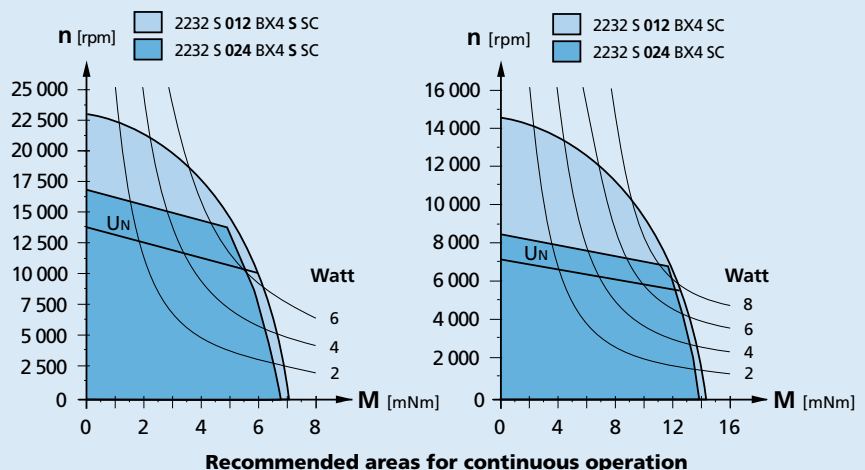 2232 S 012 BX4 S SC
2232 S 024 BX4 S SC
n [rpm]
25 000
22 500
20 000
17 500
15 000
12 500
10 000
7 500
5 000
2 500
0
UN
Watt
6
4
2
0 2 4 6 8
M [mNm]
2232 S 012 BX4 SC
2232 S 024 BX4 SC
n [rpm]
16 000
14 000
12 000
10 000
8 000
6 000
4 000
2 000
0
UN
Watt
8
6
4
2
0 4 8 12 16
M [mNm]
Recommended areas for continuous operation